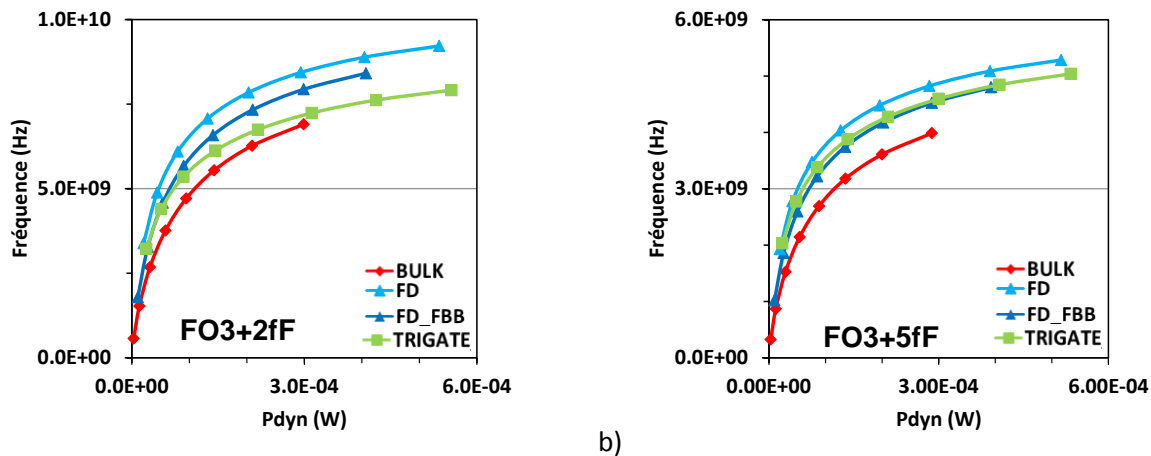 1.0E+10
5.0E+09
0.0E+00
Fréquence (Hz)
BULK
FD
FD_FBB
TRIGATE
FO3+2fF
0.0E+00
3.0E-04
6.0E-04
Pdyn (W)
b)
6.0E+09
3.0E+09
0.0E+00
Fréquence (Hz)
BULK
FD
FD_FBB
TRIGATE
FO3+5fF
0.00E+00
3.00E-04
6.00E-04
Pdyn (W)